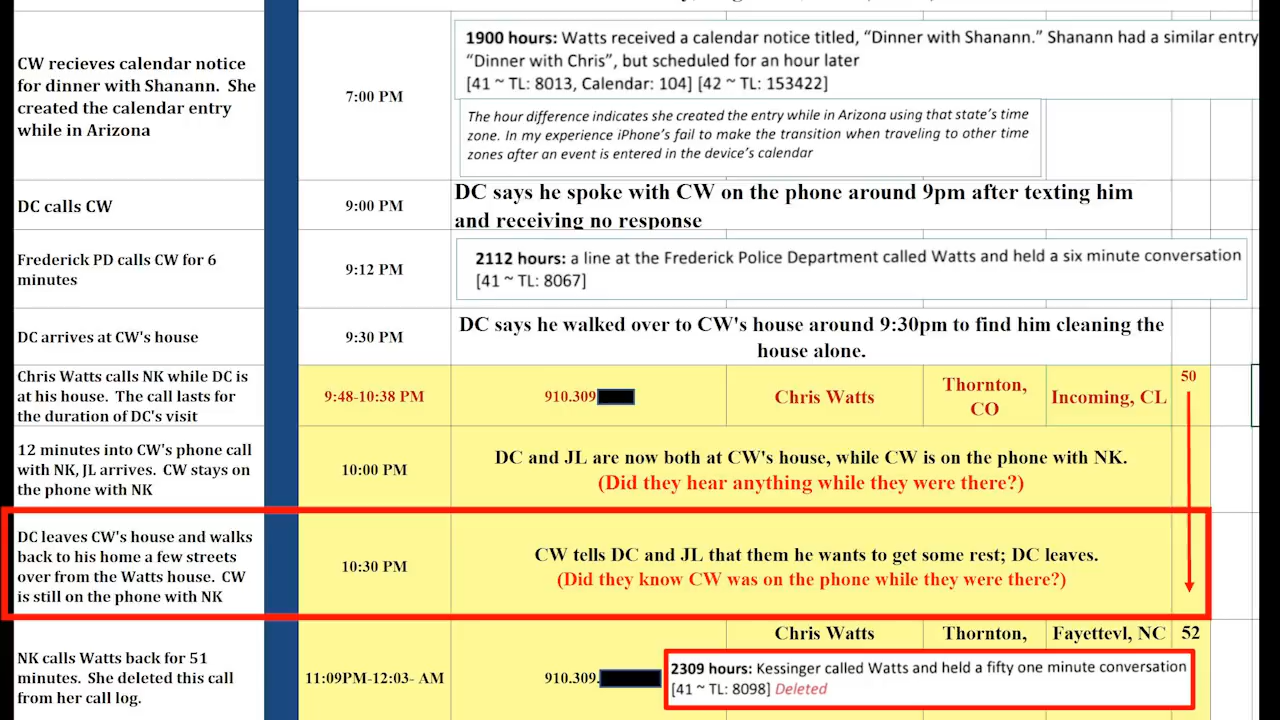 1900 hours: Watts received a calendar notice titled, “Dinner with Shanann.” Shanann had a similar entry
“Dinner with Chris”, but scheduled for an hour later
[41 ~ TL: 8013, Calendar: 104] [42 ~ TL: 153422]
CW recieves calendar notice
for dinner with Shanann. She
created the calendar entry
while in Arizona
7:00 PM
The hour difference indicates she created the entry while in Arizona using that state’s time
zone. In my experience iPhone’s fail to make the transition when traveling to other time
zones after an event is entered in the device’s calendar
DC calls CW
9:00 PM
DC says he spoke with CW on the phone around 9pm after texting him
and receiving no response
Frederick PD calls CW for 6
minutes
9:12 PM
2112 hours: a line at the Frederick Police Department called Watts and held a six minute conversation
[41 ~ TL: 8067]
DC arrives at CW's house
9:30 PM
DC says he walked over to CW's house around 9:30pm to find him cleaning the
house alone.
Chris Watts calls NK while DC is
at his house. The call lasts for
the duration of DC's visit
9:48-10:38 PM
910.309
Chris Watts
Thornton,
CO
Incoming, CL
50
12 minutes into CW's phone call
with NK, JL arrives. CW stays on
the phone with NK
10:00 PM
DC and JL are now both at CW's house, while CW is on the phone with NK.
(Did they hear anything while they were there?)
DC leaves CW's house and walks
back to his home a few streets
over from the Watts house. CW
is still on the phone with NK
10:30 PM
CW tells DC and JL that them he wants to get some rest; DC leaves.
(Did they know CW was on the phone while they were there?)
NK calls Watts back for 51
minutes. She deleted this call
from her call log.
11:09PM-12:03- AM
910.309.
Chris Watts
Thornton,
Fayettevl, NC
52
2309 hours: Kessinger called Watts and held a fifty one minute conversation
[41 ~ TL: 8098] Deleted